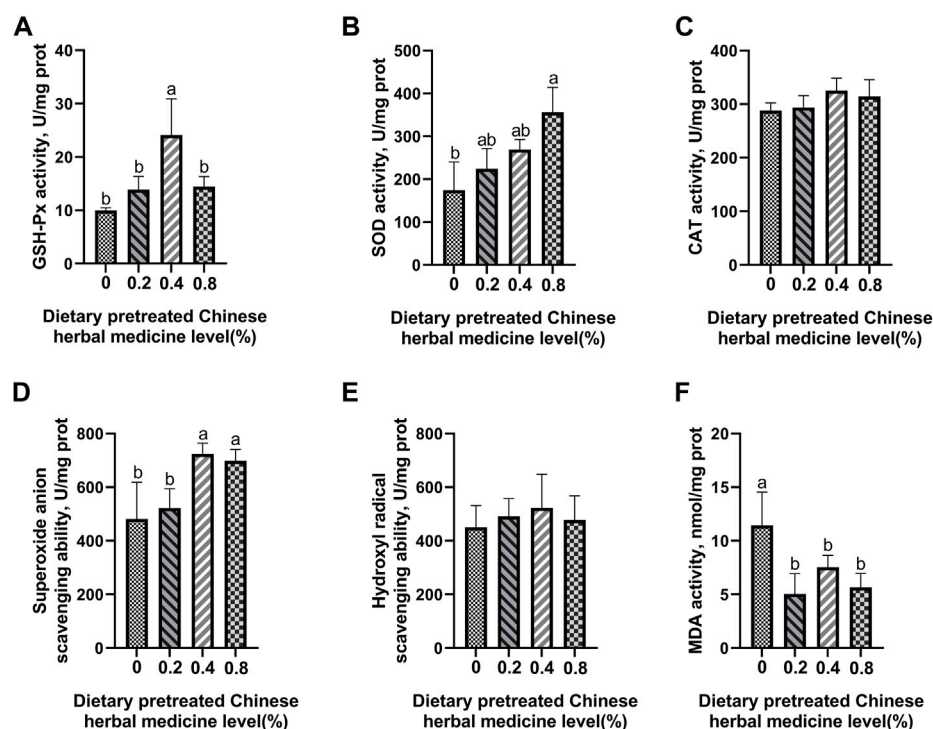 A
GSH-Px activity, U/mg prot
40
30
20
10
0
b
b
a
b
0 0.2 0.4 0.8
Dietary pretreated Chinese
herbal medicine level(%)
B
SOD activity, U/mg prot
500
400
300
200
100
0
b
ab
ab
a
0 0.2 0.4 0.8
Dietary pretreated Chinese
herbal medicine level(%)
C
CAT activity, U/mg prot
400
300
200
100
0
0 0.2 0.4 0.8
Dietary pretreated Chinese
herbal medicine level(%)
D
Superoxide anion
scavenging ability, U/mg prot
800
600
400
200
0
b
b
a
a
0 0.2 0.4 0.8
Dietary pretreated Chinese
herbal medicine level(%)
E
Hydroxyl radical
scavenging ability, U/mg prot
800
600
400
200
0
0 0.2 0.4 0.8
Dietary pretreated Chinese
herbal medicine level(%)
F
MDA activity, nmol/mg prot
20
15
10
5
0
a
b
b
b
0 0.2 0.4 0.8
Dietary pretreated Chinese
herbal medicine level(%)